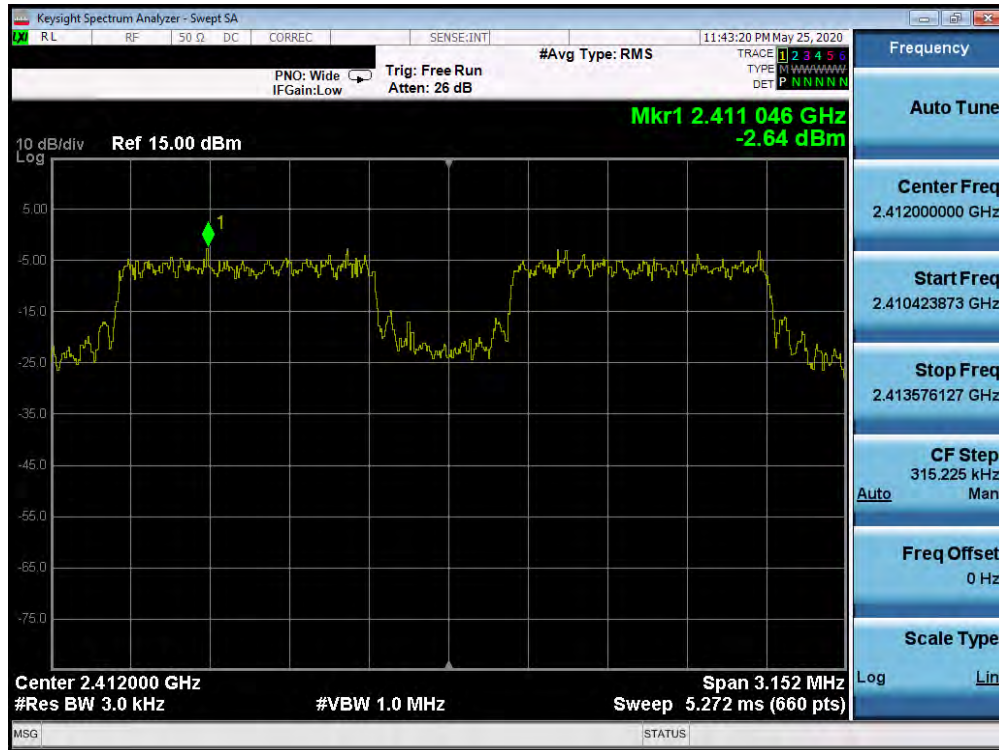 Keysight Spectrum Analyzer - Swept SA
LXI RL RF 50 Ω DC CORREC SENSE:INT 11:43:20 PM May 25, 2020
#Avg Type: RMS TRACE 1 2 3 4 5 6
PNO: Wide Trig: Free Run TYPE M WWWWW
IFGain:Low Atten: 26 dB DET P N N N N N
Mkr1 2.411 046 GHz
-2.64 dBm
10 dB/div Ref 15.00 dBm
Log
1
5.00
-5.00
-15.0
-25.0
-35.0
-45.0
-55.0
-65.0
-75.0
Center 2.412000 GHz Span 3.152 MHz
#Res BW 3.0 kHz #VBW 1.0 MHz Sweep 5.272 ms (660 pts)
MSG STATUS
Frequency
Auto Tune
Center Freq
2.412000000 GHz
Start Freq
2.410423873 GHz
Stop Freq
2.413576127 GHz
CF Step
315.225 kHz
Auto Man
Freq Offset
0 Hz
Scale Type
Log Lin